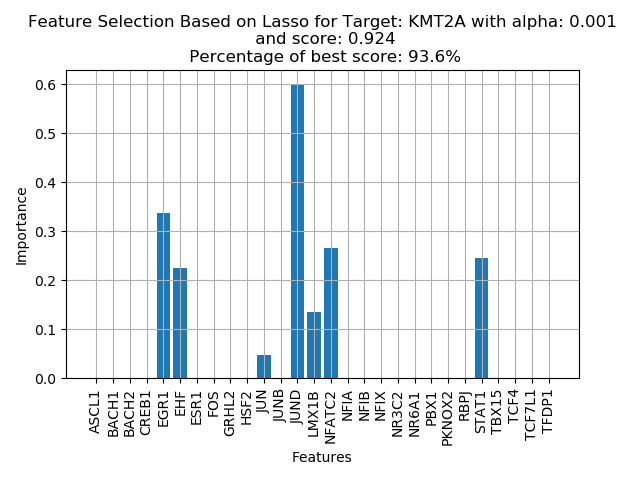 Feature Selection Based on Lasso for Target: KMT2A with alpha: 0.001
and score: 0.924
Percentage of best score: 93.6%
0.6
0.5
0.4
0.3
0.2
0.1
0.0
Importance
ASCL1
BACH1
BACH2
CREB1
EGR1
EHF
ESR1
FOS
GRHL2
HSF2
JUN
JUNB
JUND
LMX1B
NFATC2
NFIA
NFIB
NFIX
NR3C2
NR6A1
PBX1
PKNOX2
RBPJ
STAT1
TBX15
TCF4
TCF7L1
TFDP1
Features